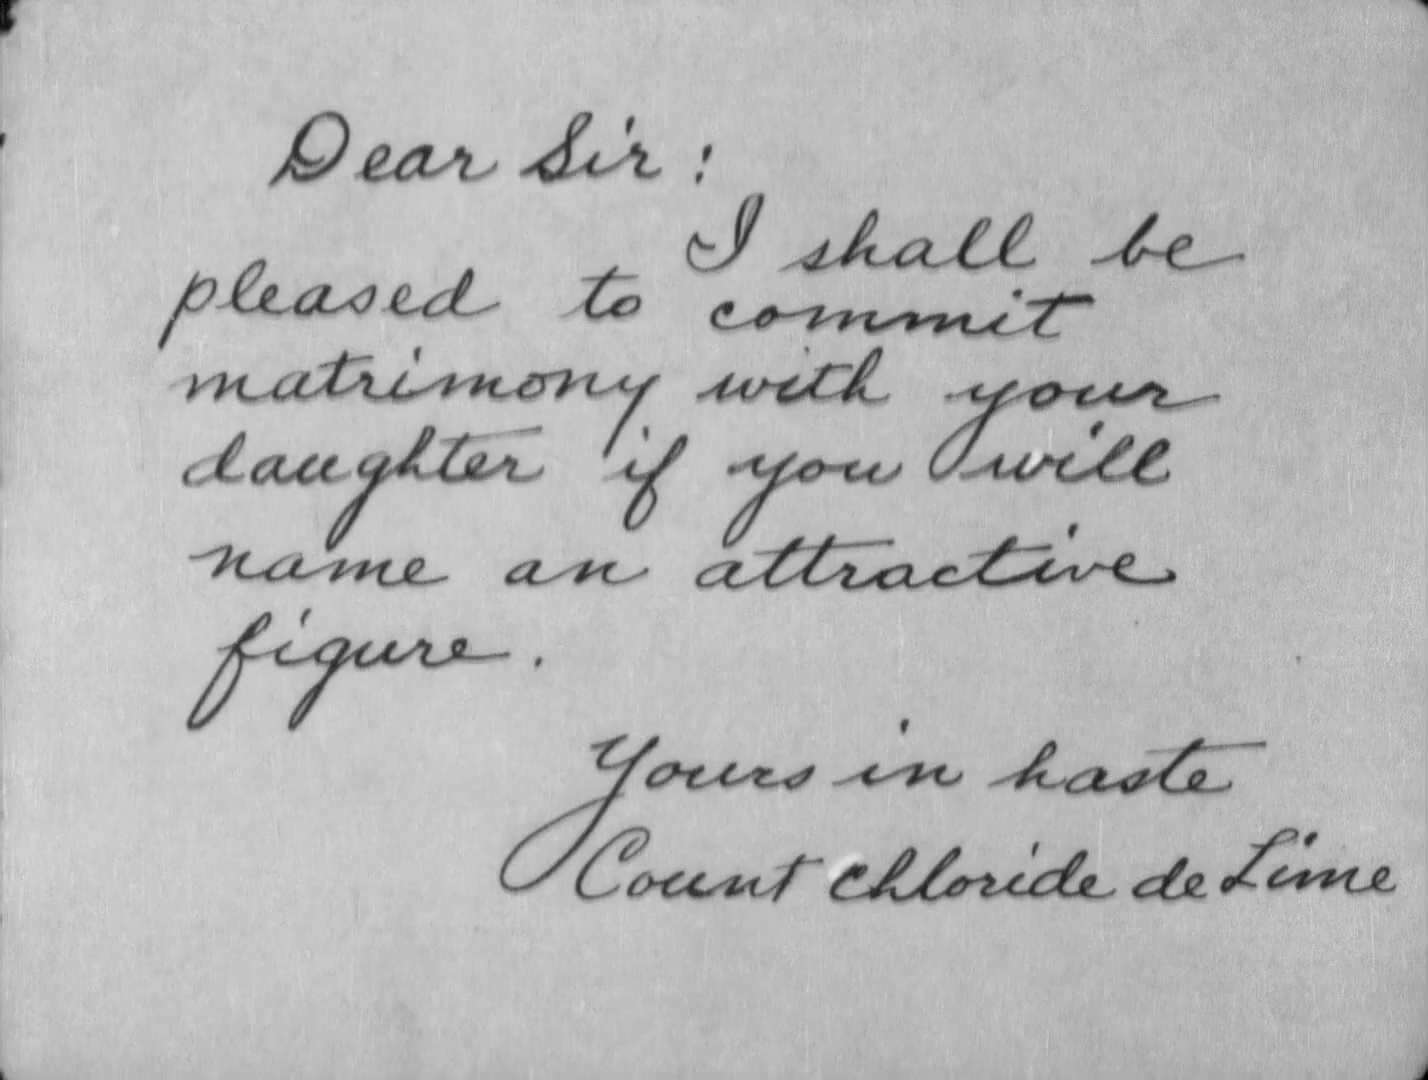 Dear Sir:
I shall be
pleased to commit
matrimony with your
daughter if you will
name an attractive
figure.
Yours in haste
Count Chloride de Lime